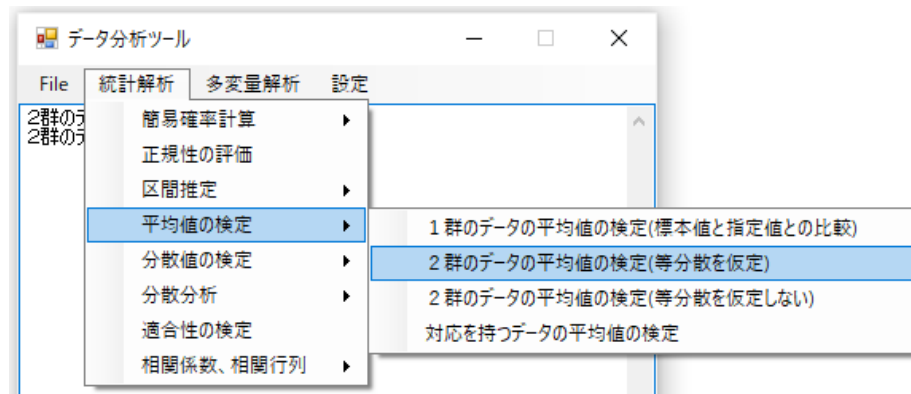 データ分析ツール
File 統計解析 多変量解析 設定
2群の
2群の
簡易確率計算
正規性の評価
区間推定
平均値の検定
分散値の検定
分散分析
適合性の検定
相関係数、相関行列
1群のデータの平均値の検定(標本値と指定値との比較)
2群のデータの平均値の検定(等分散を仮定)
2群のデータの平均値の検定(等分散を仮定しない)
対応を持つデータの平均値の検定